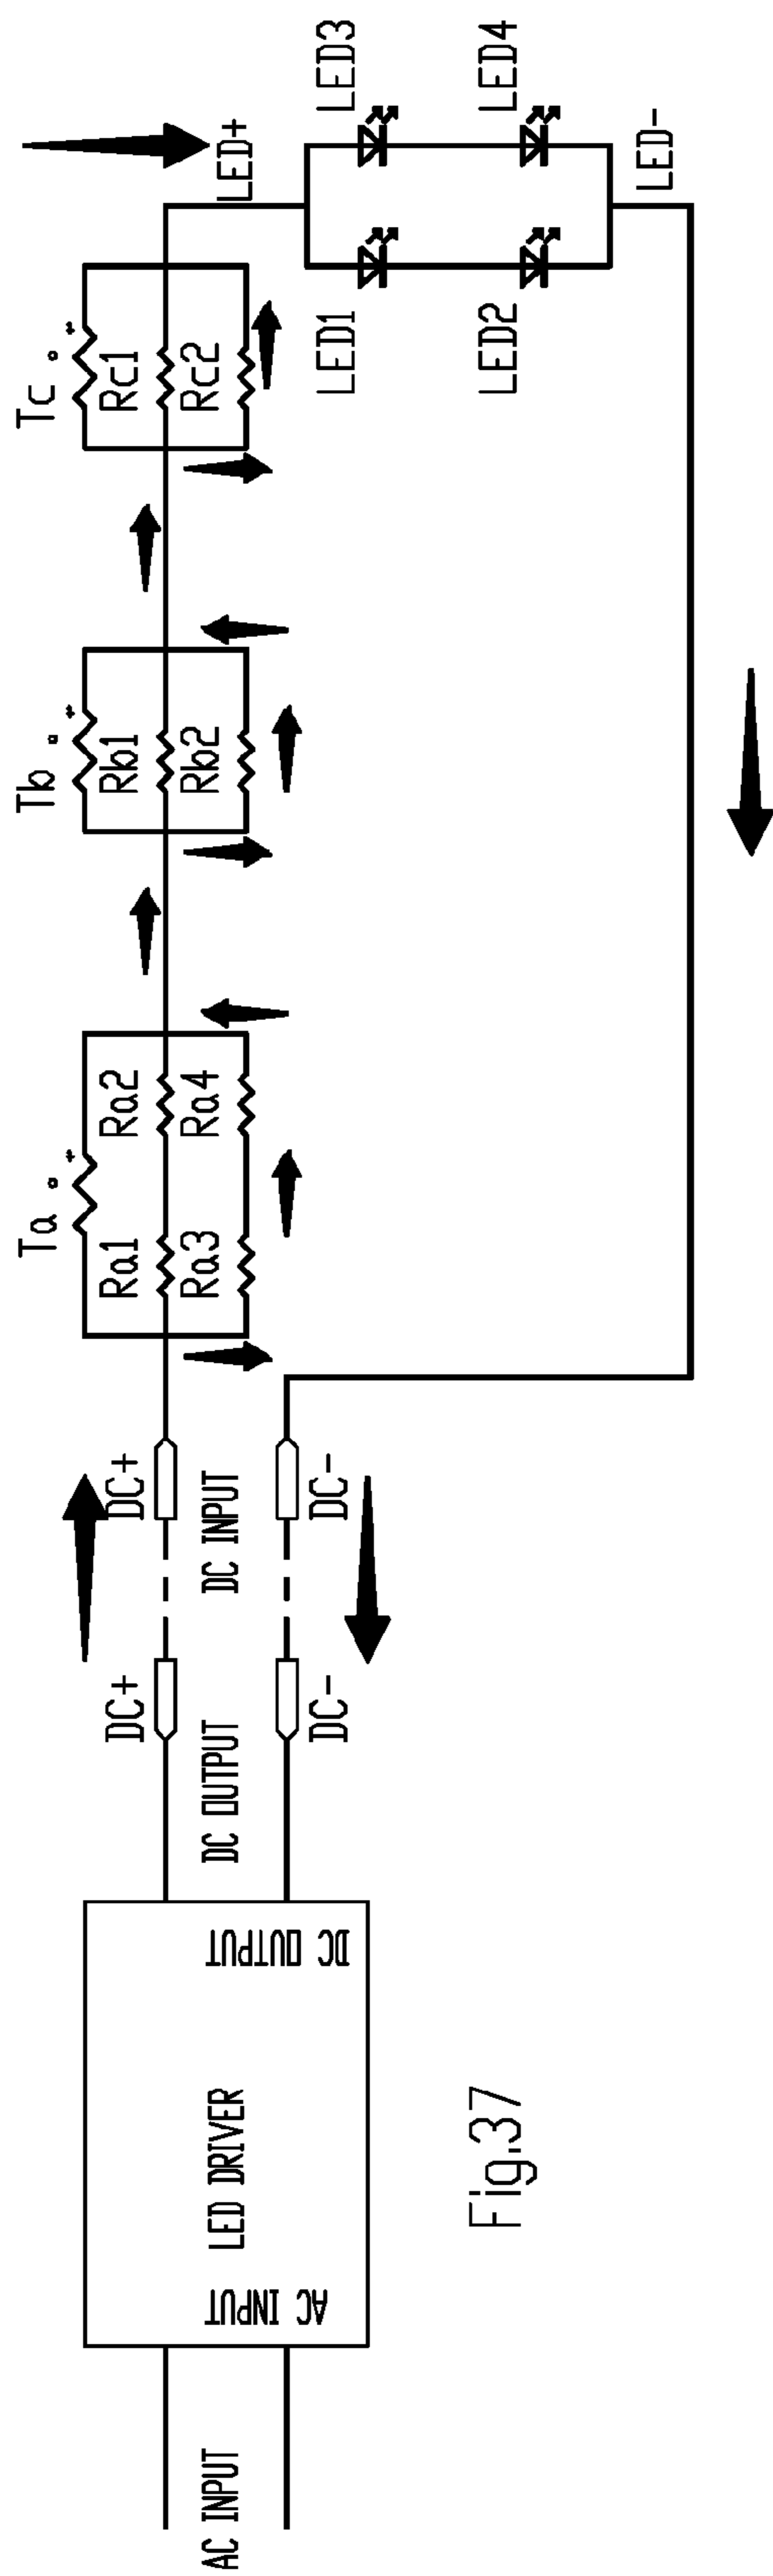 AC INPUT
AC INPUT
LED DRIVER
DC OUTPUT
DC OUTPUT
DC+
DC-
DC INPUT
DC+
DC-
Ta
Ra1
Ra2
Ra3
Ra4
Tb
Rb1
Rb2
Tc
Rc1
Rc2
LED+
LED1
LED3
LED2
LED4
LED-
Fig.37